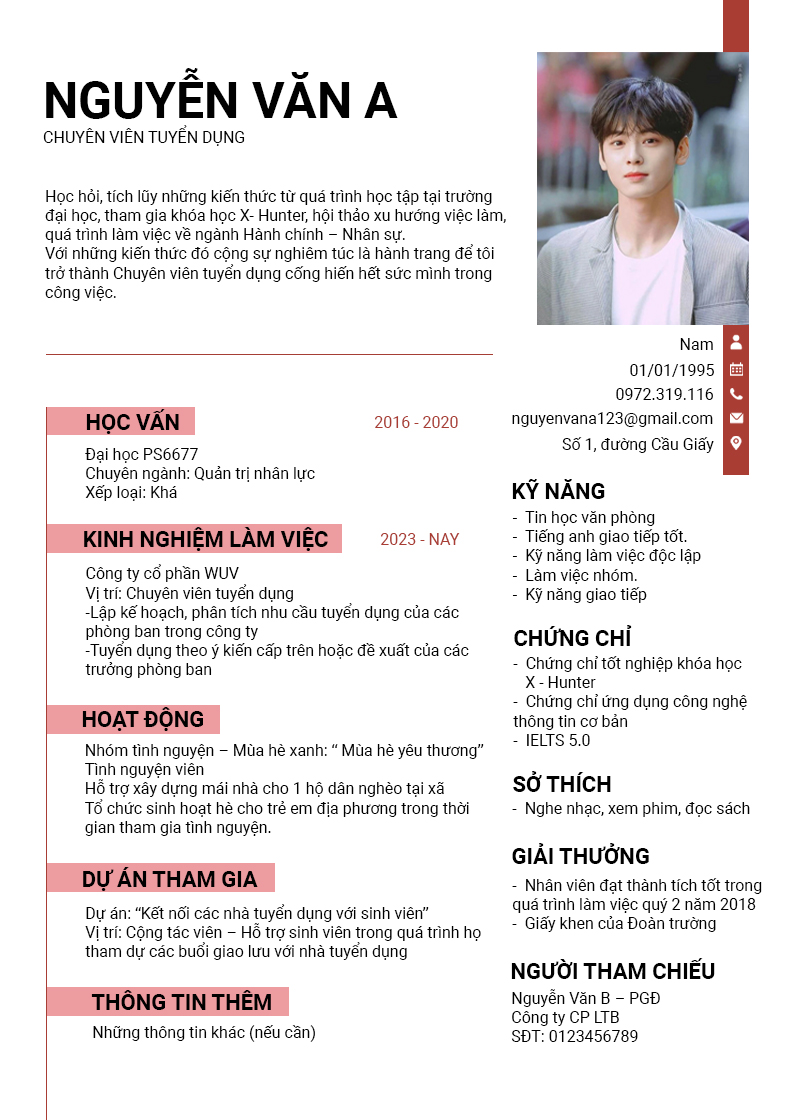 NGUYỄN VĂN A
CHUYÊN VIÊN TUYỂN DỤNG
Học hỏi, tích lũy những kiến thức từ quá trình học tập tại trường
đại học, tham gia khóa học X- Hunter, hội thảo xu hướng việc làm,
quá trình làm việc về ngành Hành chính – Nhân sự.
Với những kiến thức đó cộng sự nghiêm túc là hành trang để tôi
trở thành Chuyên viên tuyển dụng cống hiến hết sức mình trong
công việc.
Nam
01/01/1995
0972.319.116
nguyenvana123@gmail.com
Số 1, đường Cầu Giấy
HỌC VẤN
2016 - 2020
Đại học PS6677
Chuyên ngành: Quản trị nhân lực
Xếp loại: Khá
KINH NGHIỆM LÀM VIỆC
2023 - NAY
Công ty cổ phần WUV
Vị trí: Chuyên viên tuyển dụng
-Lập kế hoạch, phân tích nhu cầu tuyển dụng của các
phòng ban trong công ty
-Tuyển dụng theo ý kiến cấp trên hoặc đề xuất của các
trưởng phòng ban
HOẠT ĐỘNG
Nhóm tình nguyện – Mùa hè xanh: “ Mùa hè yêu thương”
Tình nguyện viên
Hỗ trợ xây dựng mái nhà cho 1 hộ dân nghèo tại xã
Tổ chức sinh hoạt hè cho trẻ em địa phương trong thời
gian tham gia tình nguyện.
DỰ ÁN THAM GIA
Dự án: “Kết nối các nhà tuyển dụng với sinh viên”
Vị trí: Cộng tác viên – Hỗ trợ sinh viên trong quá trình họ
tham dự các buổi giao lưu với nhà tuyển dụng
THÔNG TIN THÊM
Những thông tin khác (nếu cần)
KỸ NĂNG
- Tin học văn phòng
- Tiếng anh giao tiếp tốt.
- Kỹ năng làm việc độc lập
- Làm việc nhóm.
- Kỹ năng giao tiếp
CHỨNG CHỈ
- Chứng chỉ tốt nghiệp khóa học
X - Hunter
- Chứng chỉ ứng dụng công nghệ
thông tin cơ bản
- IELTS 5.0
SỞ THÍCH
- Nghe nhạc, xem phim, đọc sách
GIẢI THƯỞNG
- Nhân viên đạt thành tích tốt trong
quá trình làm việc quý 2 năm 2018
- Giấy khen của Đoàn trường
NGƯỜI THAM CHIẾU
Nguyễn Văn B – PGĐ
Công ty CP LTB
SĐT: 0123456789